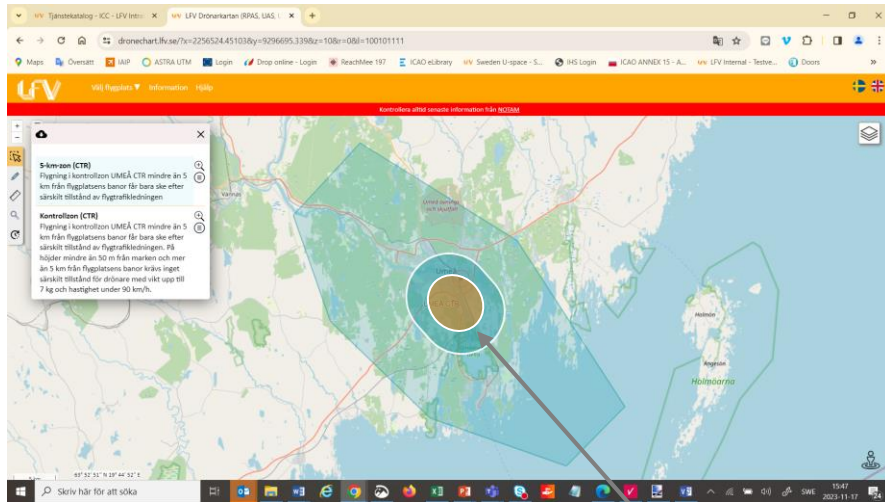 Tjänstekatalog - ICC - LFV Intra
LFV Drönarkartan (RPAS, UAS, U
dronechart.lfv.se/?x=2256524.45103&y=9296695.339&z=10&r=0&l=100101111
Maps
Översätt
IAIP
ASTRA UTM
Login
Drop online - Login
ReachMee 197
ICAO eLibrary
Sweden U-space - S...
IHS Login
ICAO ANNEX 15 - A...
LFV Internal - Testve...
Doors
LFV
Välj flygplats
Information
Hjälp
Kontrollera alltid senaste information från NOTAM
5-km-zon (CTR)
Flygning i kontrollzon UMEÅ CTR mindre än 5
km från flygplatsens banor får bara ske efter
särskilt tillstånd av flygtrafikledningen
Kontrollzon (CTR)
Flygning i kontrollzon UMEÅ CTR mindre än 5
km från flygplatsens banor får bara ske efter
särskilt tillstånd av flygtrafikledningen. På
höjder mindre än 50 m från marken och mer
än 5 km från flygplatsens banor krävs inget
särskilt tillstånd för drönare med vikt upp till
7 kg och hastighet under 90 km/h.
Vännäs
Umeå
Holmön
Ängesön
Holmöarna
5 km
Skriv här för att söka
SWE
15:47
2023-11-17